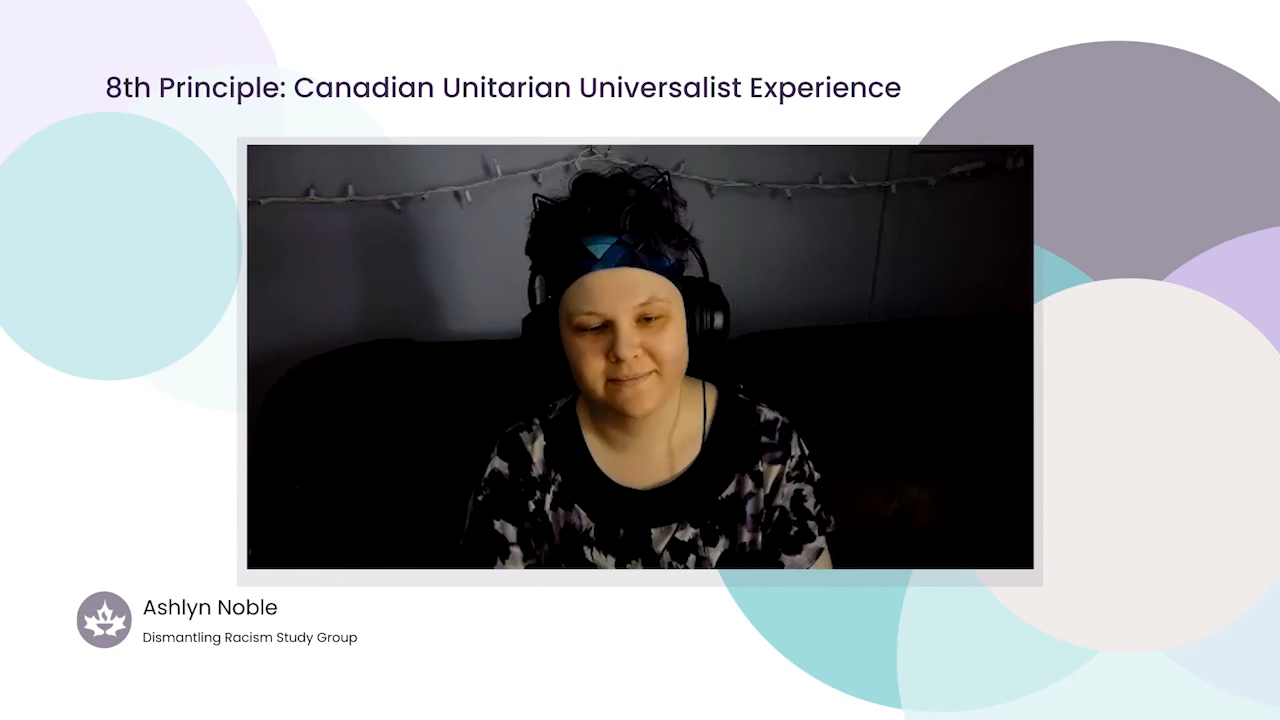 8th Principle: Canadian Unitarian Universalist Experience
Ashlyn Noble
Dismantling Racism Study Group